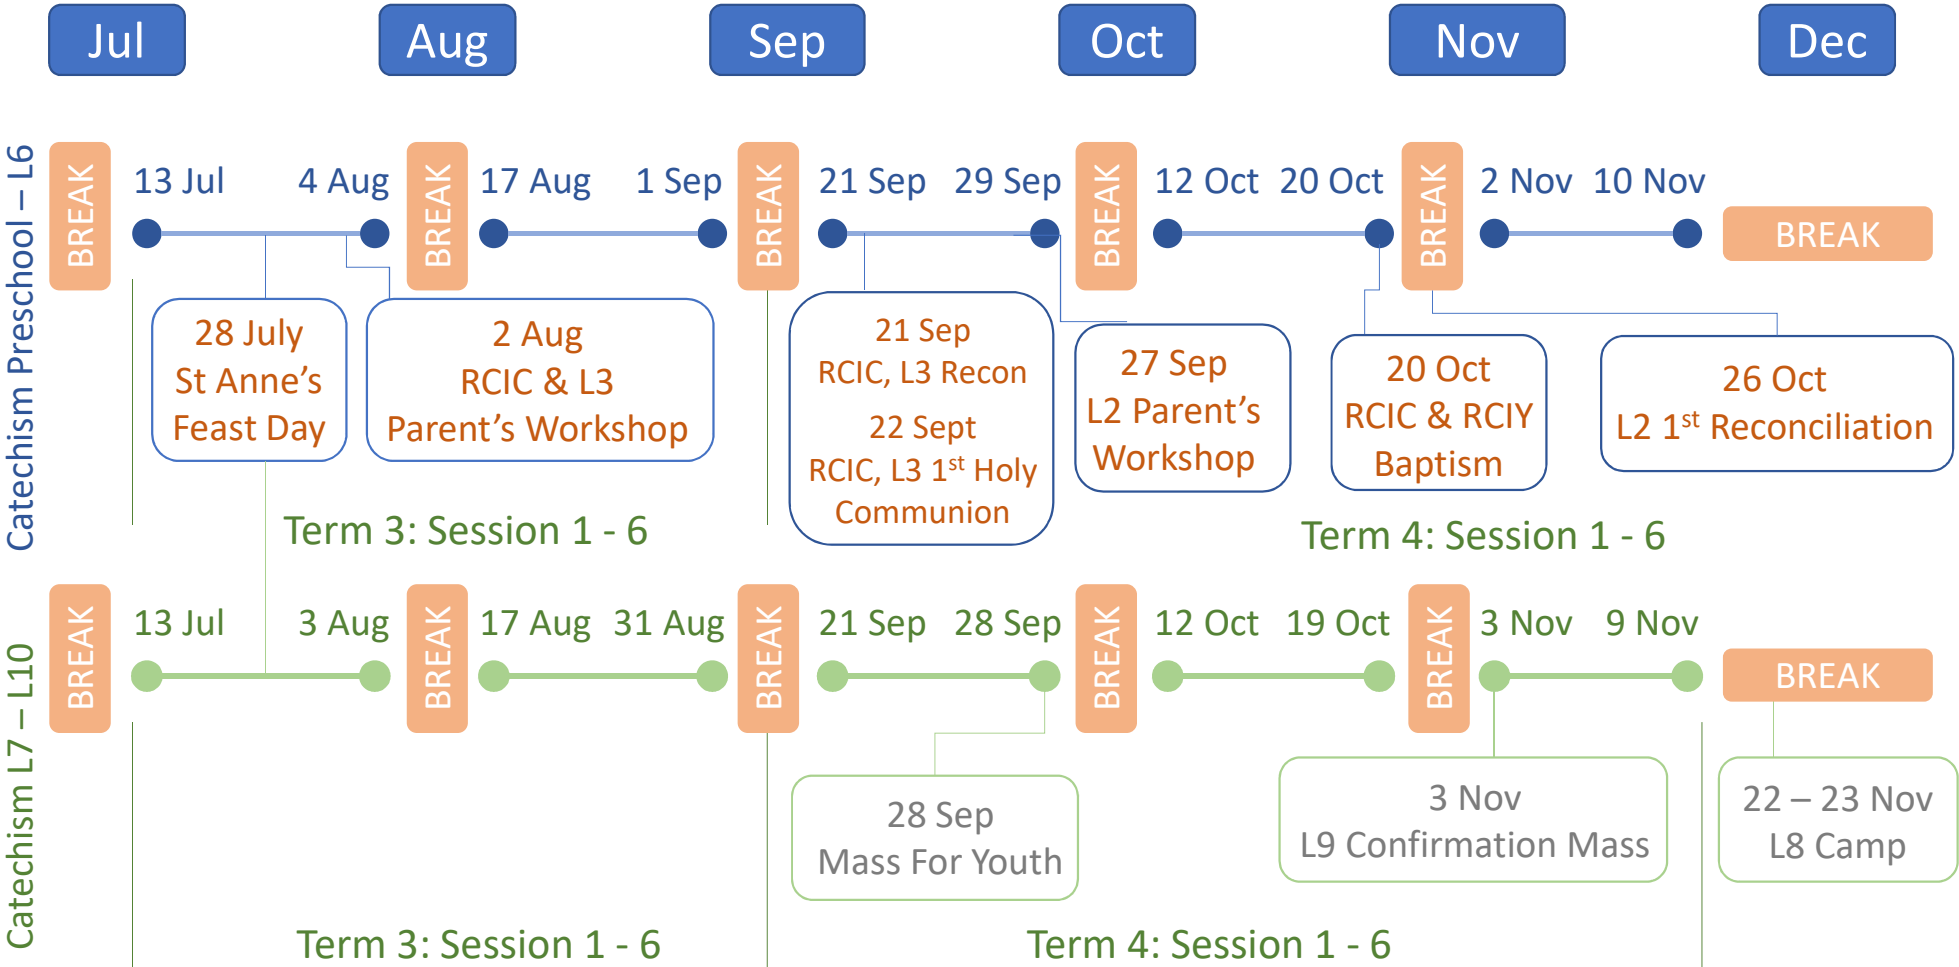 Jul Aug Sep Oct Nov Dec
Catechism Preschool – L6
BREAK
13 Jul
4 Aug
BREAK
17 Aug
1 Sep
BREAK
21 Sep
29 Sep
BREAK
12 Oct
20 Oct
BREAK
2 Nov
10 Nov
BREAK
28 July
St Anne’s
Feast Day
2 Aug
RCIC & L3
Parent’s Workshop
21 Sep
RCIC, L3 Recon
22 Sept
RCIC, L3 1st Holy
Communion
27 Sep
L2 Parent’s
Workshop
20 Oct
RCIC & RCIY
Baptism
26 Oct
L2 1st Reconciliation
Term 3: Session 1 - 6
Term 4: Session 1 - 6
Catechism L7 – L10
BREAK
13 Jul
3 Aug
BREAK
17 Aug
31 Aug
BREAK
21 Sep
28 Sep
BREAK
12 Oct
19 Oct
BREAK
3 Nov
9 Nov
BREAK
28 Sep
Mass For Youth
3 Nov
L9 Confirmation Mass
22 – 23 Nov
L8 Camp
Term 3: Session 1 - 6
Term 4: Session 1 - 6